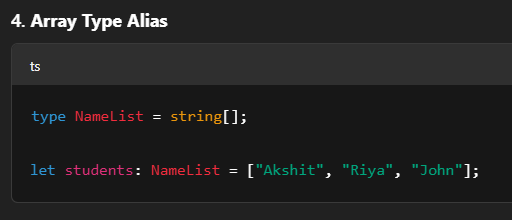 4. Array Type Alias
ts
type NameList = string[];
let students: NameList = ["Akshit", "Riya", "John"];